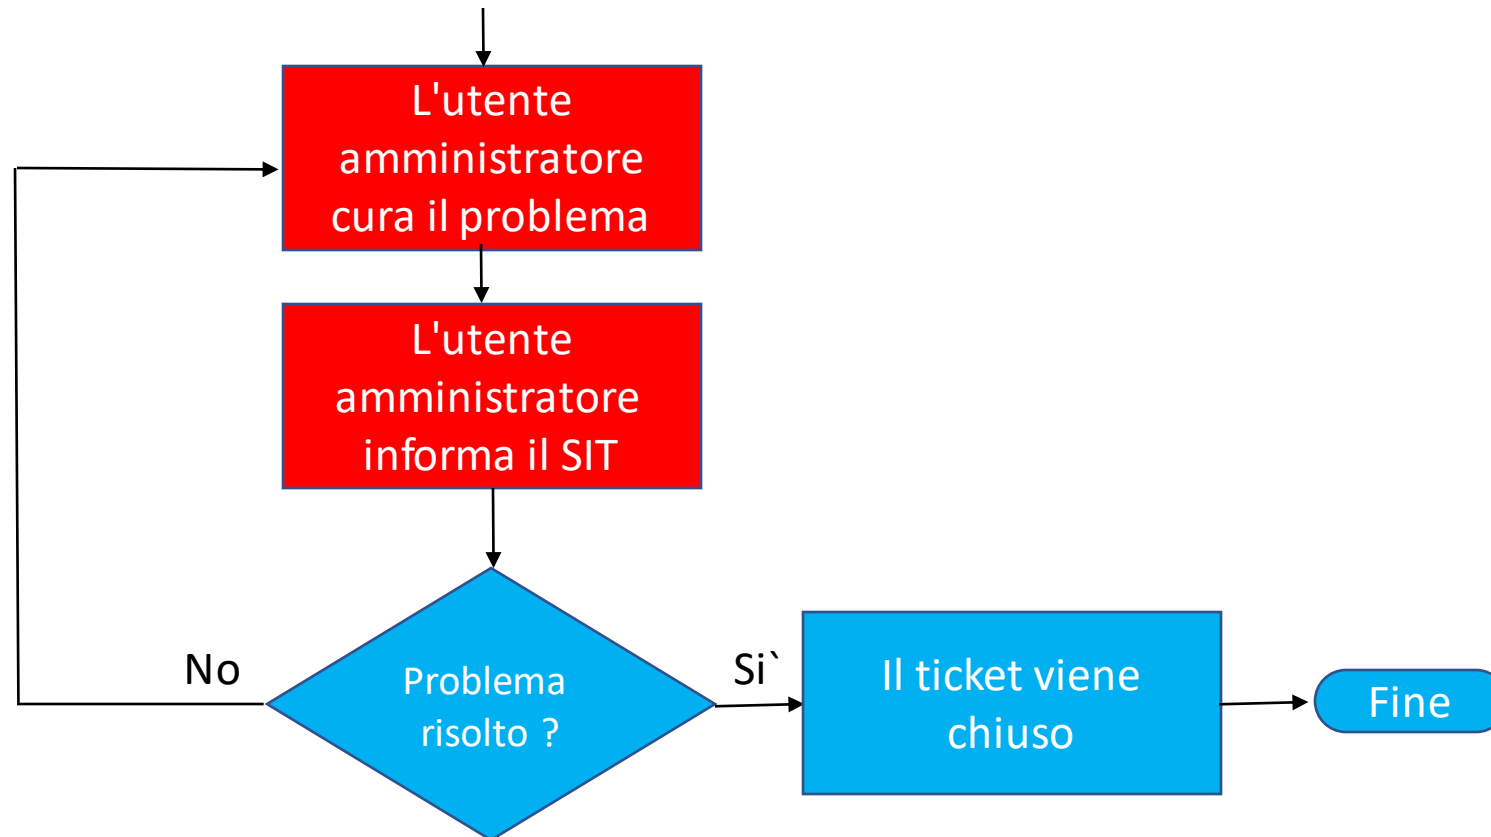 L'utente
amministratore
cura il problema
L'utente
amministratore
informa il SIT
No
Problema
risolto ?
Si`
Il ticket viene
chiuso
Fine